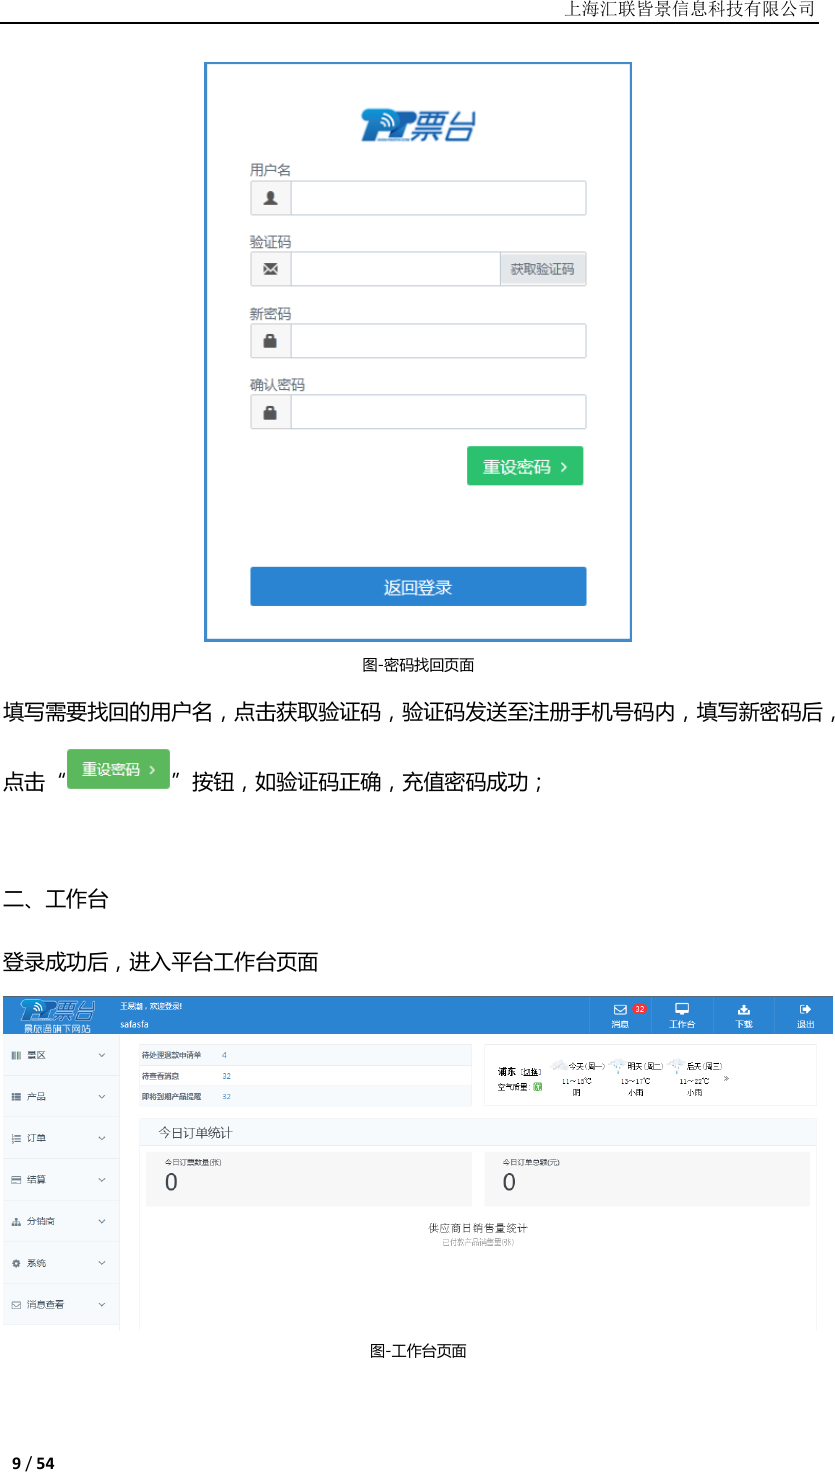 上海汇联皆景信息科技有限公司
票台
用户名
验证码
获取验证码
新密码
确认密码
重设密码
返回登录
图-密码找回页面
填写需要找回的用户名，点击获取验证码，验证码发送至注册手机号码内，填写新密码后，
点击“重设密码”按钮，如验证码正确，充值密码成功；
二、工作台
登录成功后，进入平台工作台页面
票台
景旅通旗下网站
欢迎登录!
safasfa
32
消息
工作台
下载
退出
景区
产品
订单
结算
分销商
系统
消息查看
待处理退款申请单 4
待查看消息 32
即将到期产品提醒 32
浦东 [切换]
空气质量: 优
今天(周一)
11～15℃
阴
明天(周二)
13～17℃
小雨
后天(周三)
11～22℃
小雨
今日订单统计
今日订票数量(张)
0
今日订单总额(元)
0
供应商日销售量统计
已付款产品销售量(张)
图-工作台页面
9 / 54